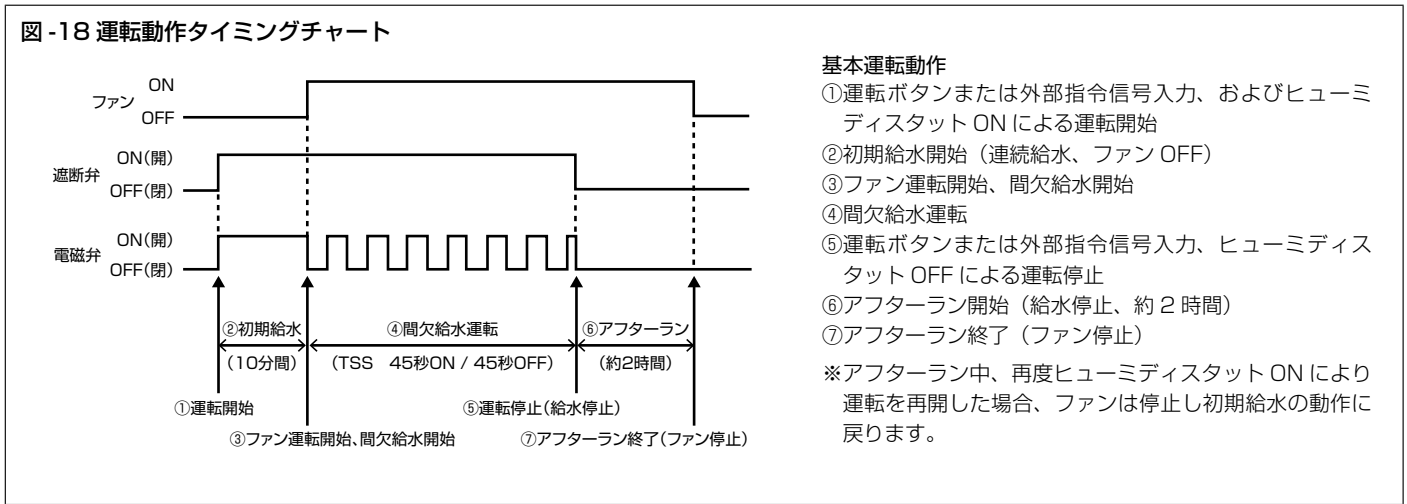 図-18 運転動作タイミングチャート
ON
ファン
OFF
ON(開)
遮断弁
OFF(閉)
ON(開)
電磁弁
OFF(閉)
②初期給水
④間欠給水運転
⑥アフターラン
(10分間)
(TSS 45秒ON / 45秒OFF)
(約2時間)
①運転開始
⑤運転停止(給水停止)
③ファン運転開始、間欠給水開始
⑦アフターラン終了(ファン停止)
基本運転動作
①運転ボタンまたは外部指令信号入力、およびヒューミ
ディスタット ON による運転開始
②初期給水開始（連続給水、ファン OFF）
③ファン運転開始、間欠給水開始
④間欠給水運転
⑤運転ボタンまたは外部指令信号入力、ヒューミディス
タット OFF による運転停止
⑥アフターラン開始（給水停止、約 2 時間）
⑦アフターラン終了（ファン停止）
※アフターラン中、再度ヒューミディスタット ON により
運転を再開した場合、ファンは停止し初期給水の動作に
戻ります。